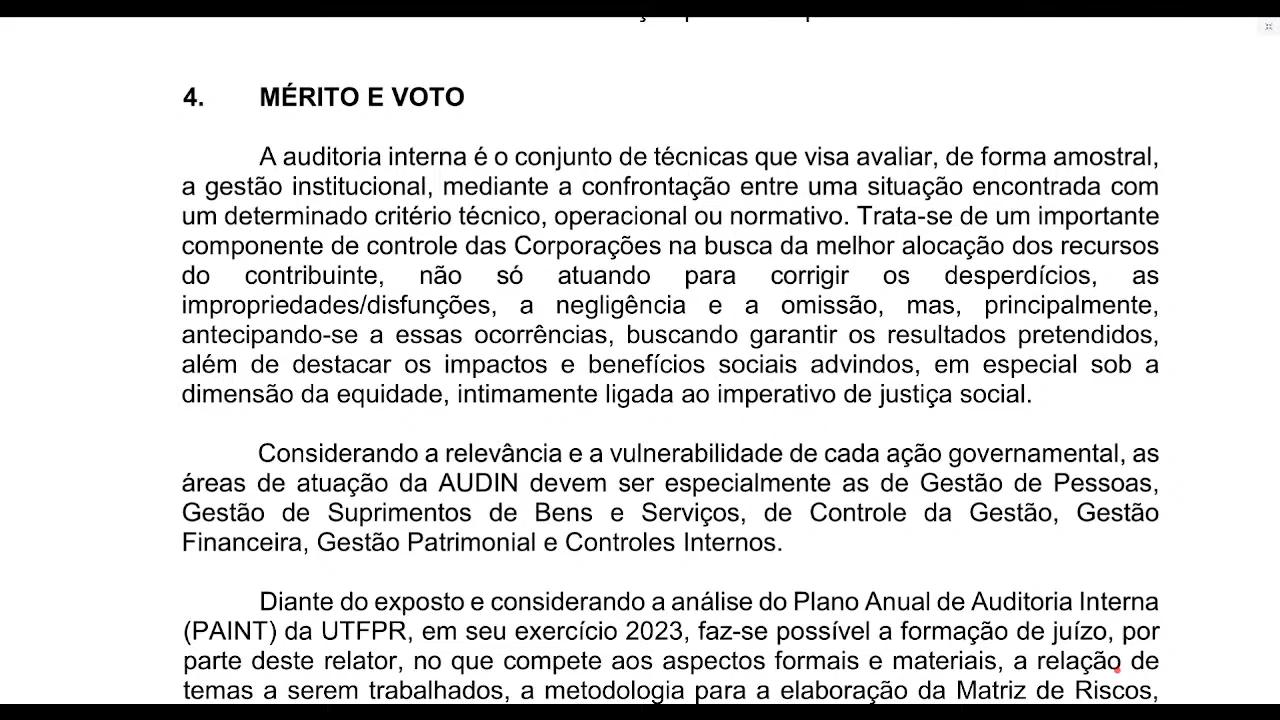 4. MÉRITO E VOTO
A auditoria interna é o conjunto de técnicas que visa avaliar, de forma amostral,
a gestão institucional, mediante a confrontação entre uma situação encontrada com
um determinado critério técnico, operacional ou normativo. Trata-se de um importante
componente de controle das Corporações na busca da melhor alocação dos recursos
do contribuinte, não só atuando para corrigir os desperdícios, as
impropriedades/disfunções, a negligência e a omissão, mas, principalmente,
antecipando-se a essas ocorrências, buscando garantir os resultados pretendidos,
além de destacar os impactos e benefícios sociais advindos, em especial sob a
dimensão da equidade, intimamente ligada ao imperativo de justiça social.
Considerando a relevância e a vulnerabilidade de cada ação governamental, as
áreas de atuação da AUDIN devem ser especialmente as de Gestão de Pessoas,
Gestão de Suprimentos de Bens e Serviços, de Controle da Gestão, Gestão
Financeira, Gestão Patrimonial e Controles Internos.
Diante do exposto e considerando a análise do Plano Anual de Auditoria Interna
(PAINT) da UTFPR, em seu exercício 2023, faz-se possível a formação de juízo, por
parte deste relator, no que compete aos aspectos formais e materiais, a relação de
temas a serem trabalhados, a metodologia para a elaboração da Matriz de Riscos,